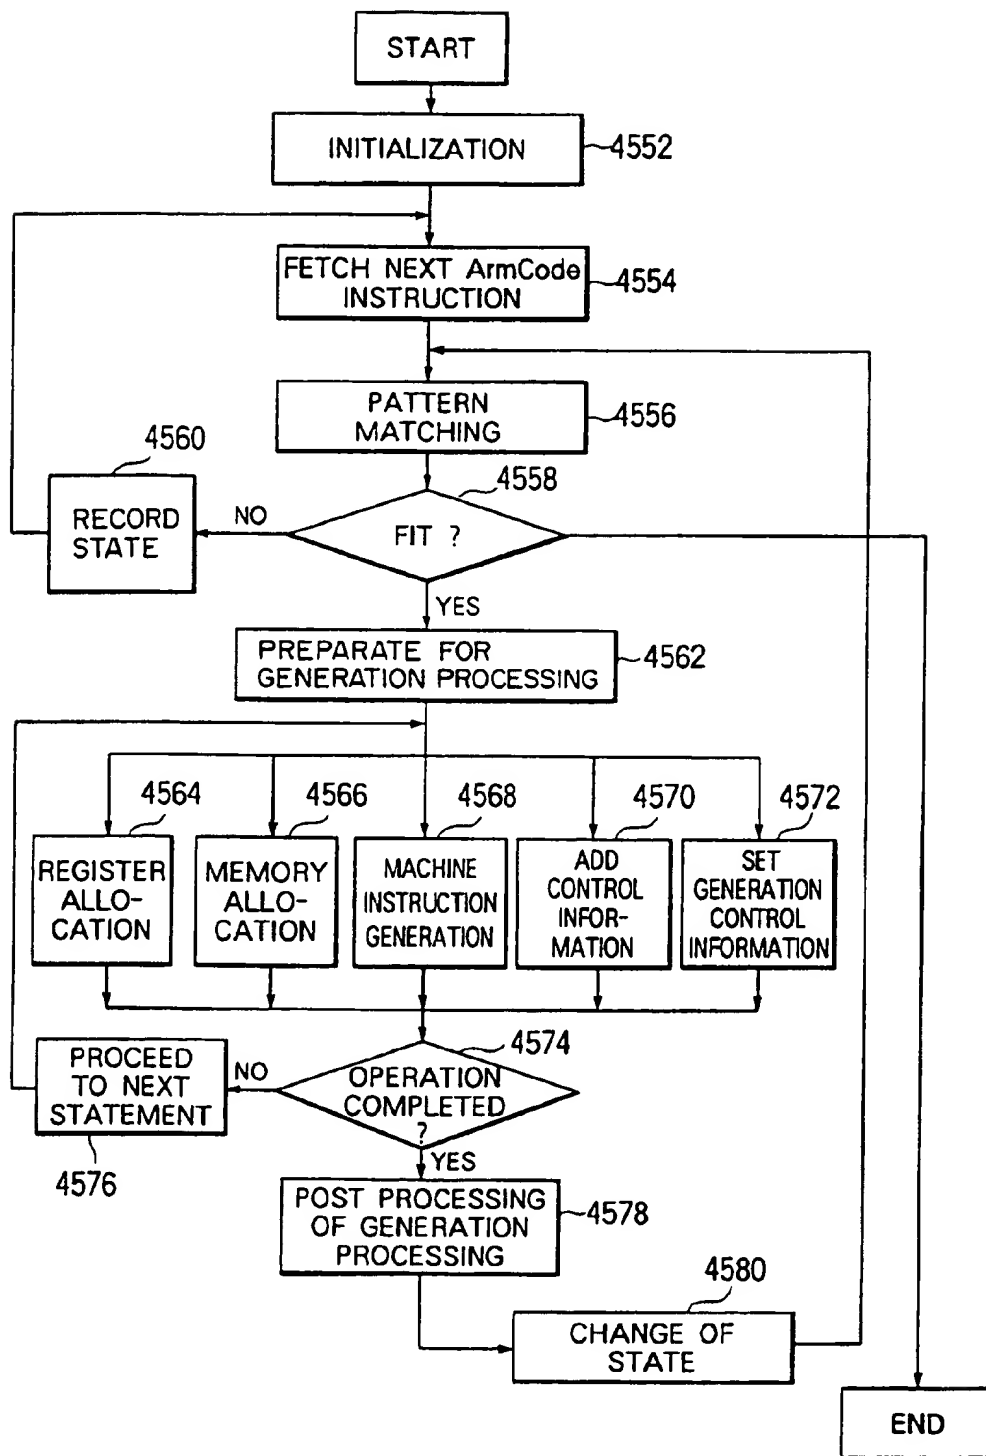 START
INITIALIZATION
4552
FETCH NEXT ArmCode
INSTRUCTION
4554
PATTERN
MATCHING
4556
4560
RECORD
STATE
NO
4558
FIT ?
YES
PREPARATE FOR
GENERATION PROCESSING
4562
4564
REGISTER
ALLO-
CATION
4566
MEMORY
ALLO-
CATION
4568
MACHINE
INSTRUCTION
GENERATION
4570
ADD
CONTROL
INFOR-
MATION
4572
SET
GENERATION
CONTROL
INFORMATION
4574
OPERATION
COMPLETED
?
NO
PROCEED
TO NEXT
STATEMENT
4576
YES
POST PROCESSING
OF GENERATION
PROCESSING
4578
4580
CHANGE OF
STATE
END